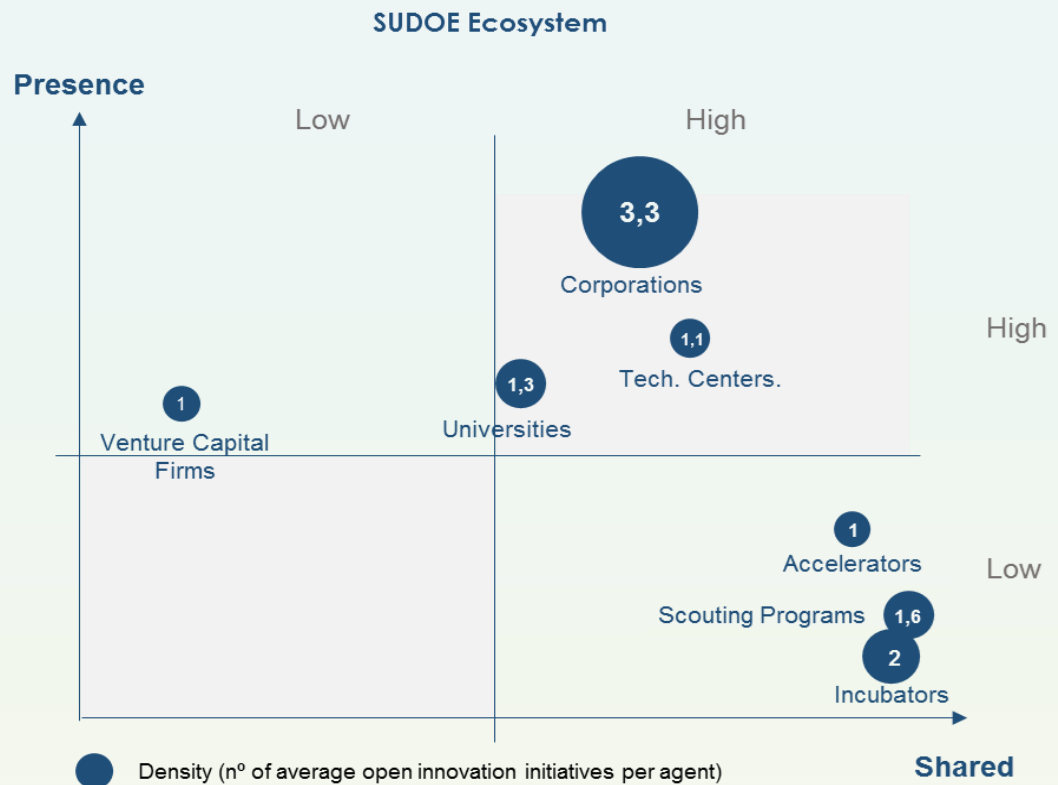 SUDOE Ecosystem
Presence
Low
High
3,3
Corporations
High
1,1
Tech. Centers.
1,3
Universities
1
Venture Capital
Firms
1
Accelerators
Low
Scouting Programs
1,6
2
Incubators
Density (nº of average open innovation initiatives per agent)
Shared